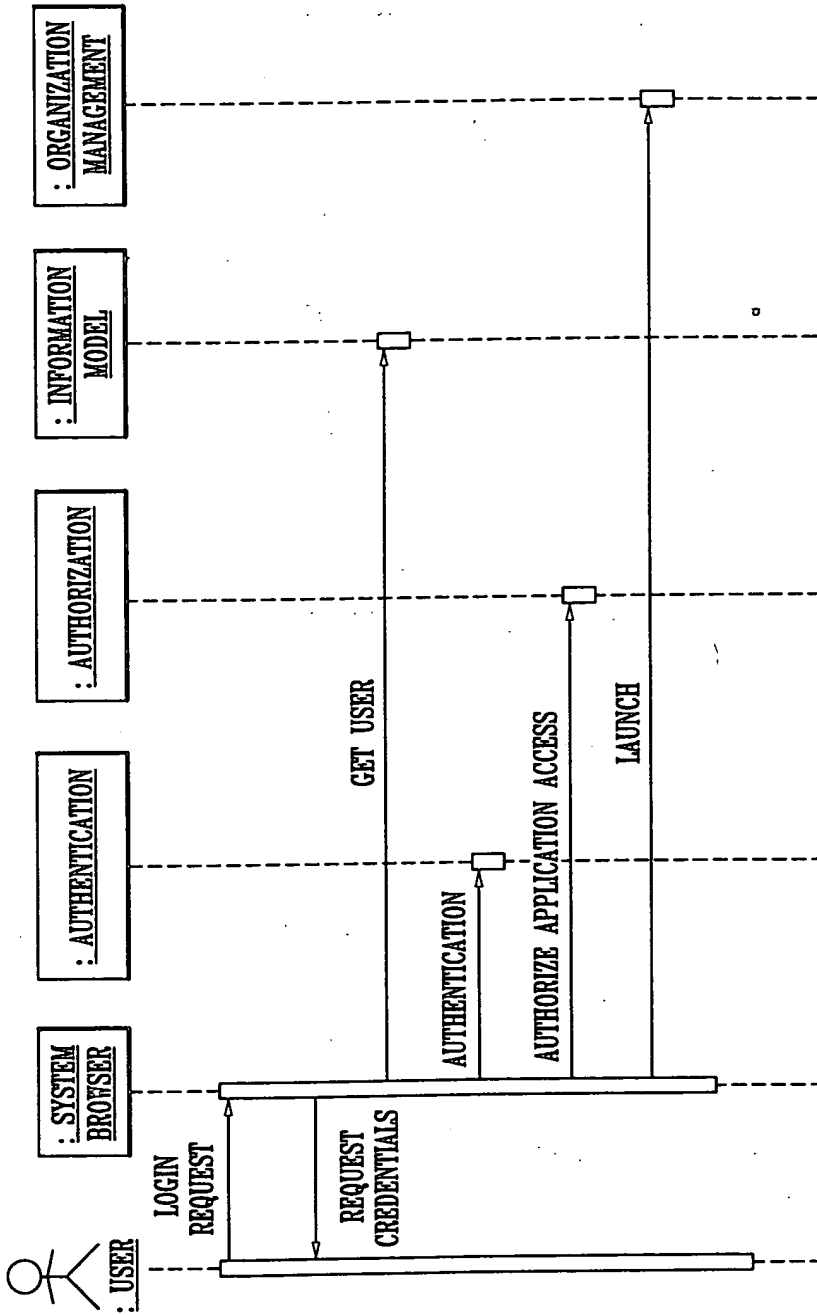 : USER
: SYSTEM
BROWSER
: AUTHENTICATION
: AUTHORIZATION
: INFORMATION
MODEL
: ORGANIZATION
MANAGEMENT
LOGIN
REQUEST
REQUEST
CREDENTIALS
GET USER
AUTHENTICATION
AUTHORIZE APPLICATION ACCESS
LAUNCH